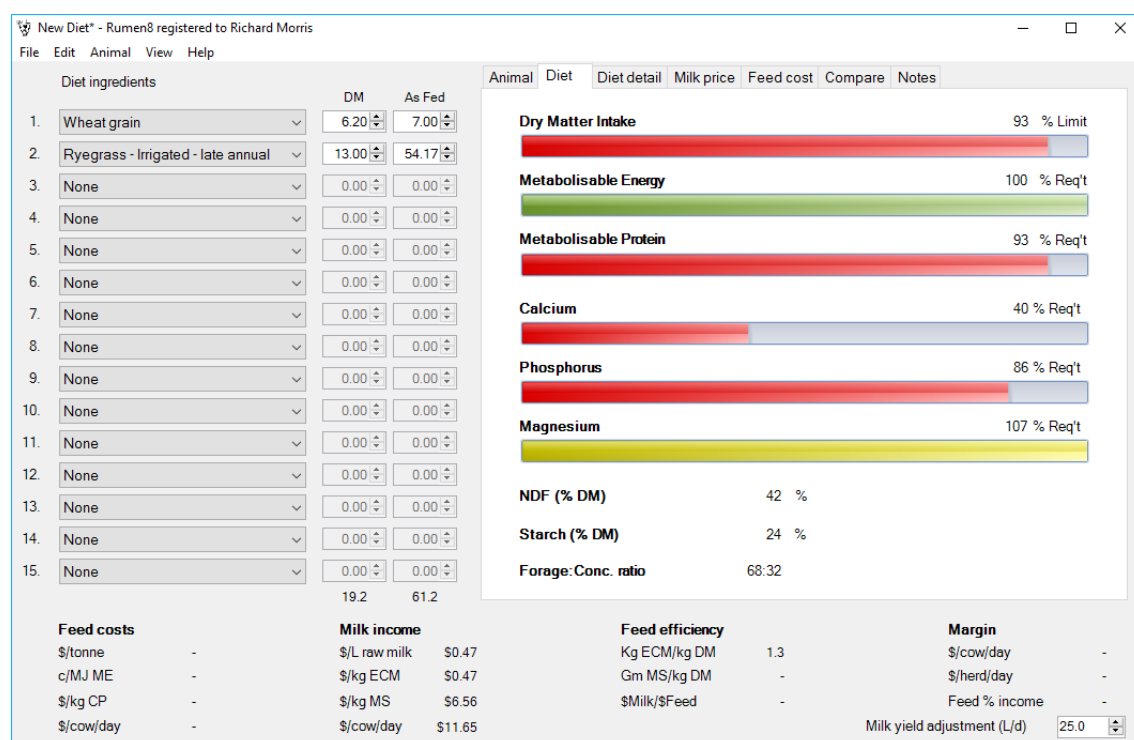 New Diet* - Rumen8 registered to Richard Morris
File Edit Animal View Help
Diet ingredients
DM As Fed
1. Wheat grain 6.20 7.00
2. Ryegrass - Irrigated - late annual 13.00 54.17
3. None 0.00 0.00
4. None 0.00 0.00
5. None 0.00 0.00
6. None 0.00 0.00
7. None 0.00 0.00
8. None 0.00 0.00
9. None 0.00 0.00
10. None 0.00 0.00
11. None 0.00 0.00
12. None 0.00 0.00
13. None 0.00 0.00
14. None 0.00 0.00
15. None 0.00 0.00
19.2 61.2
Animal Diet Diet detail Milk price Feed cost Compare Notes
Dry Matter Intake 93 % Limit
Metabolisable Energy 100 % Req't
Metabolisable Protein 93 % Req't
Calcium 40 % Req't
Phosphorus 86 % Req't
Magnesium 107 % Req't
NDF (% DM) 42 %
Starch (% DM) 24 %
Forage:Conc. ratio 68:32
Feed costs
$/tonne -
c/MJ ME -
$/kg CP -
$/cow/day -
Milk income
$/L raw milk $0.47
$/kg ECM $0.47
$/kg MS $6.56
$/cow/day $11.65
Feed efficiency
Kg ECM/kg DM 1.3
Gm MS/kg DM -
$Milk/$Feed -
Margin
$/cow/day -
$/herd/day -
Feed % income -
Milk yield adjustment (L/d) 25.0